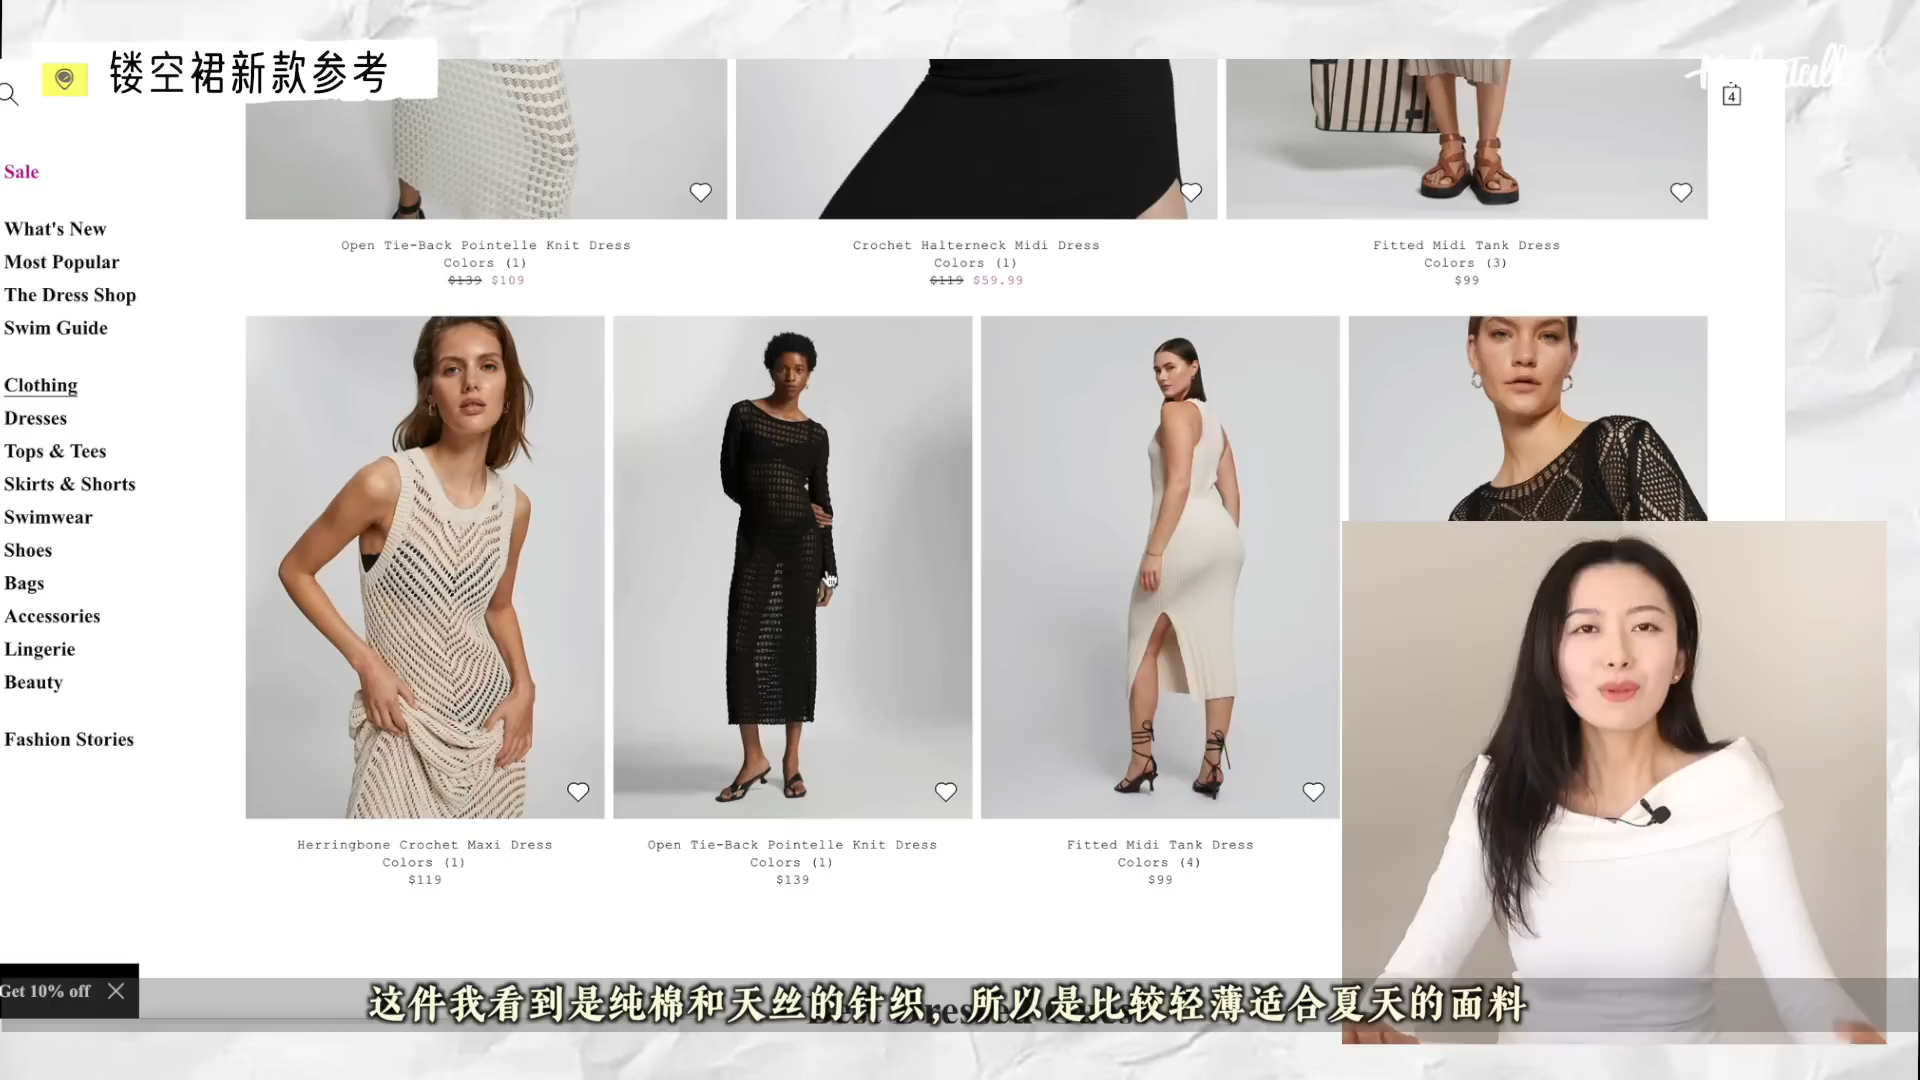 镂空裙新款参考
4
Sale
What's New
Most Popular
The Dress Shop
Swim Guide
Clothing
Dresses
Tops & Tees
Skirts & Shorts
Swimwear
Shoes
Bags
Accessories
Lingerie
Beauty
Fashion Stories
Open Tie-Back Pointelle Knit Dress
Colors (1)
$139 $109
Crochet Halterneck Midi Dress
Colors (1)
$119 $59.99
Fitted Midi Tank Dress
Colors (3)
$99
Herringbone Crochet Maxi Dress
Colors (1)
$119
Open Tie-Back Pointelle Knit Dress
Colors (1)
$139
Fitted Midi Tank Dress
Colors (4)
$99
Get 10% off
这件我看到是纯棉和天丝的针织，所以是比较轻薄适合夏天的面料